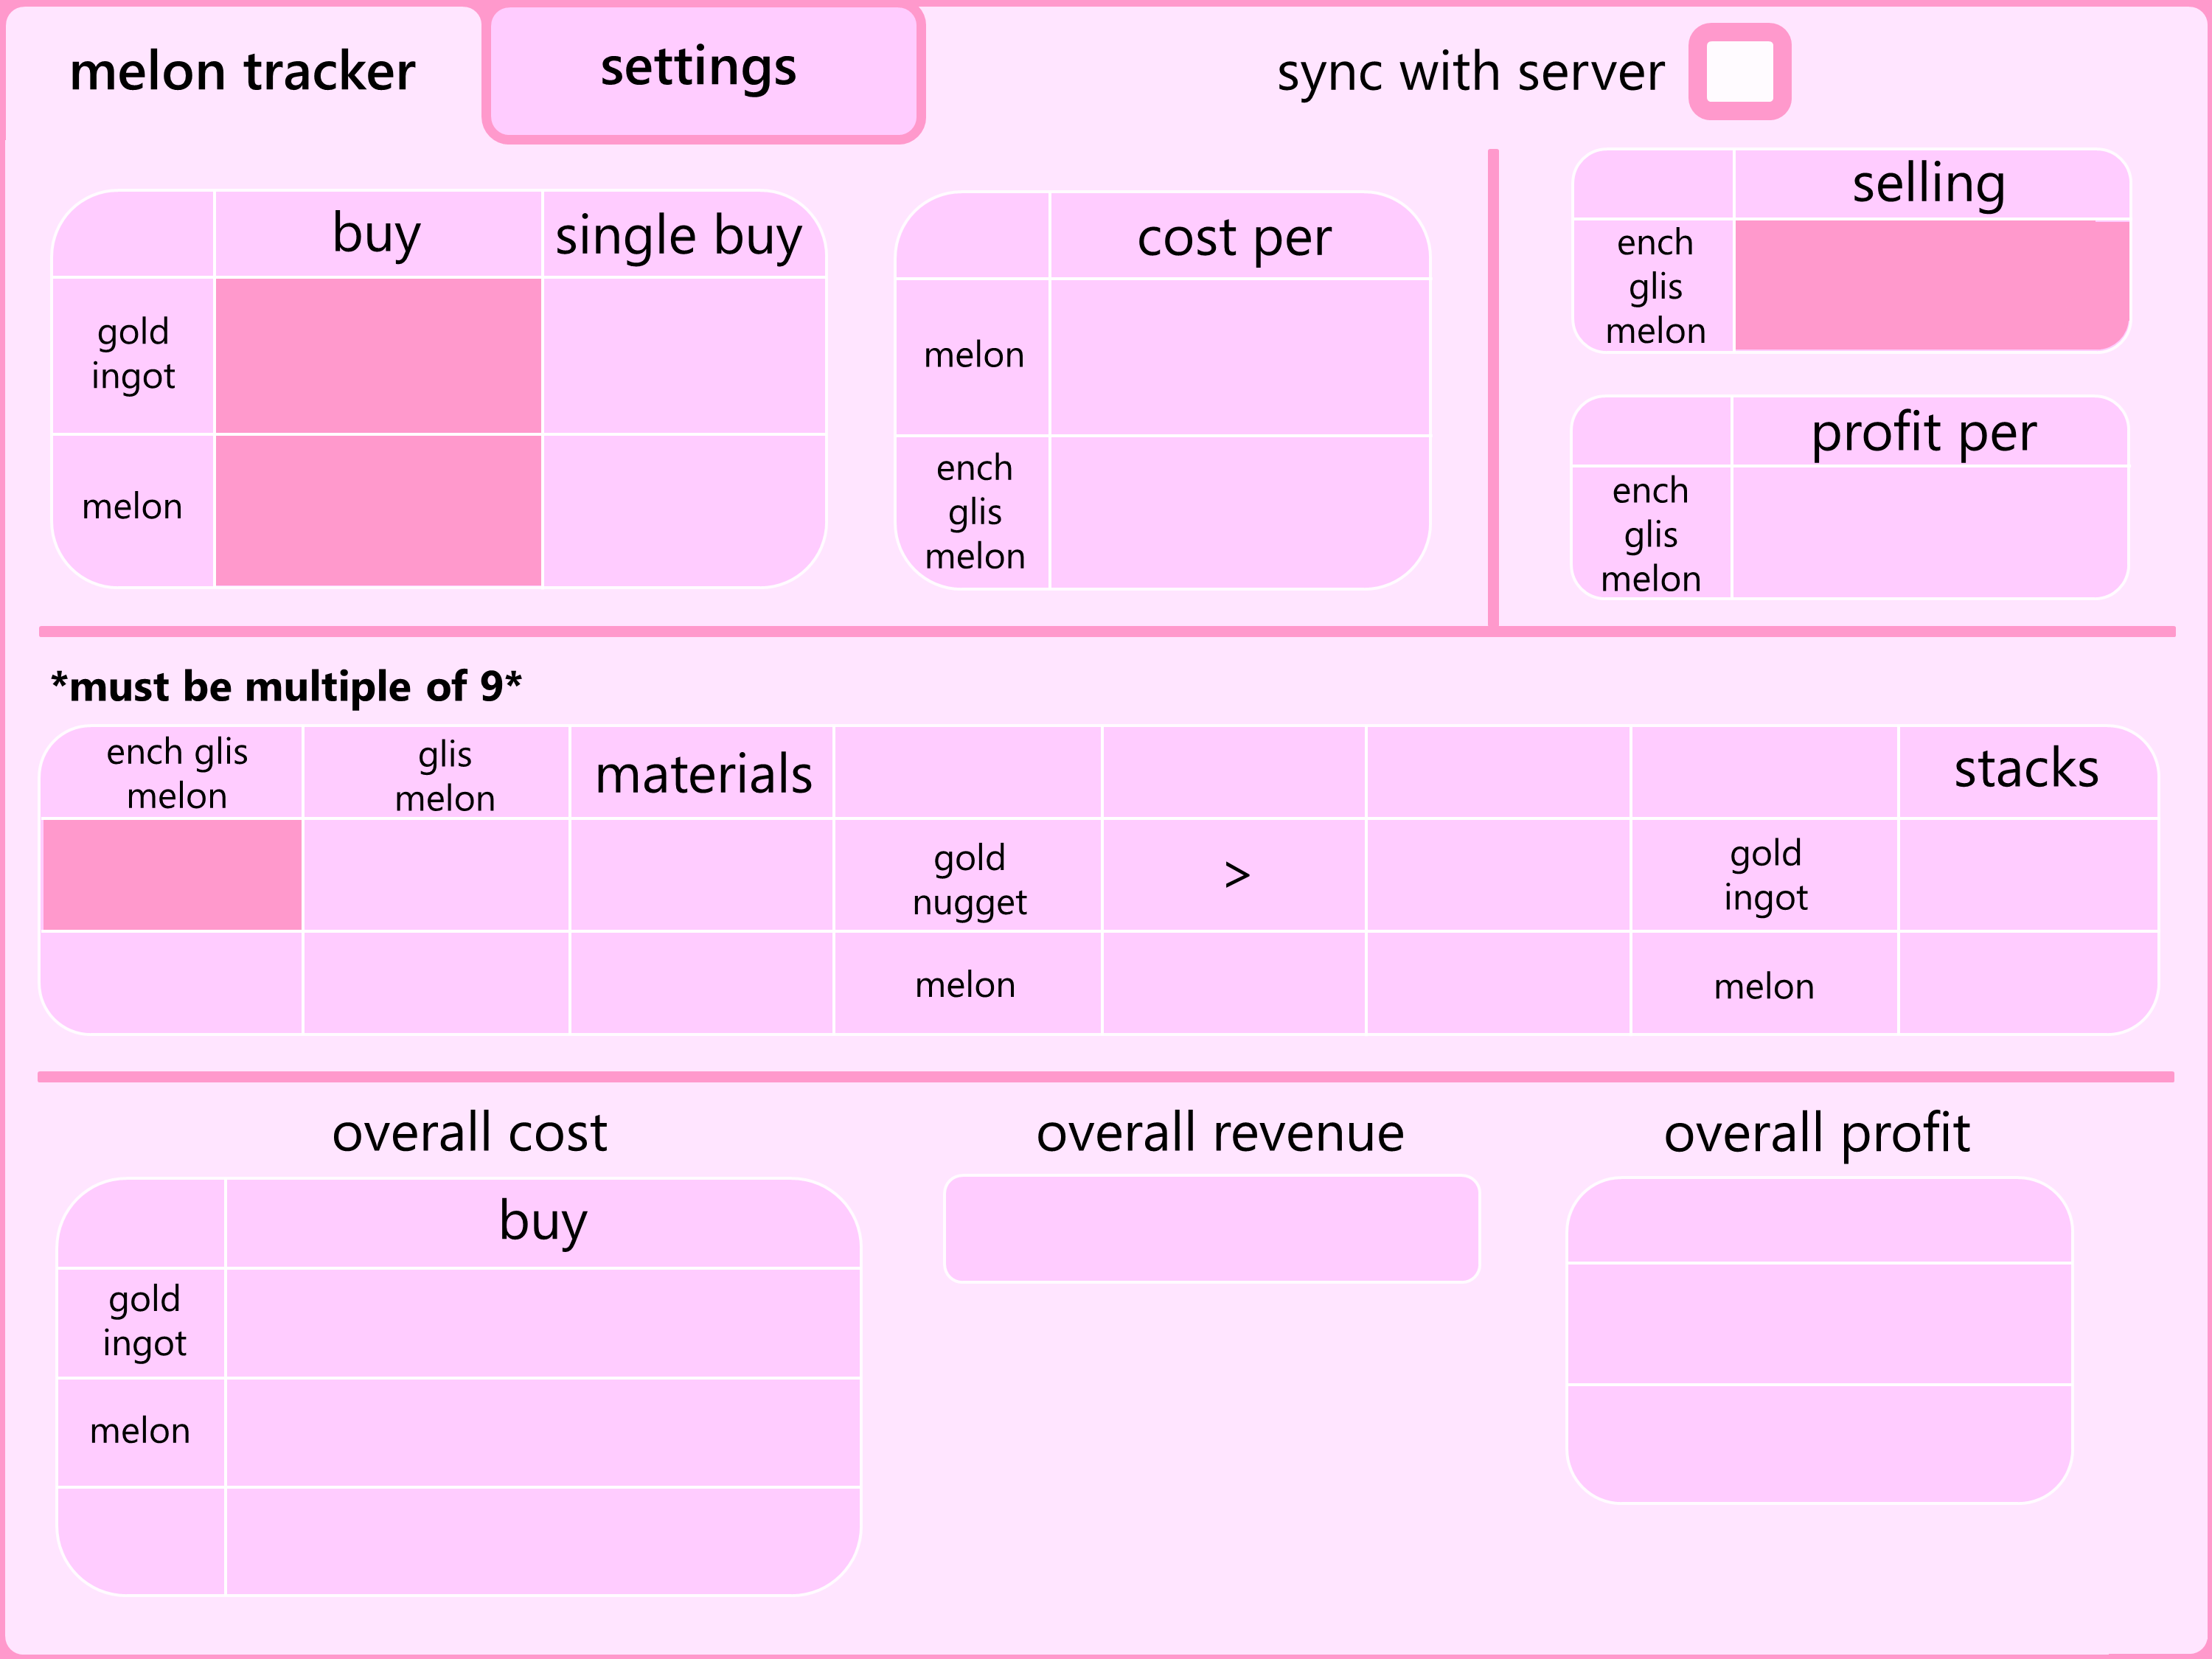 melon tracker
settings
sync with server
buy
single buy
gold
ingot
melon
cost per
melon
ench
glis
melon
selling
ench
glis
melon
profit per
ench
glis
melon
*must be multiple of 9*
ench glis
melon
glis
melon
materials
stacks
gold
nugget
>
gold
ingot
melon
melon
overall cost
overall revenue
overall profit
buy
gold
ingot
melon